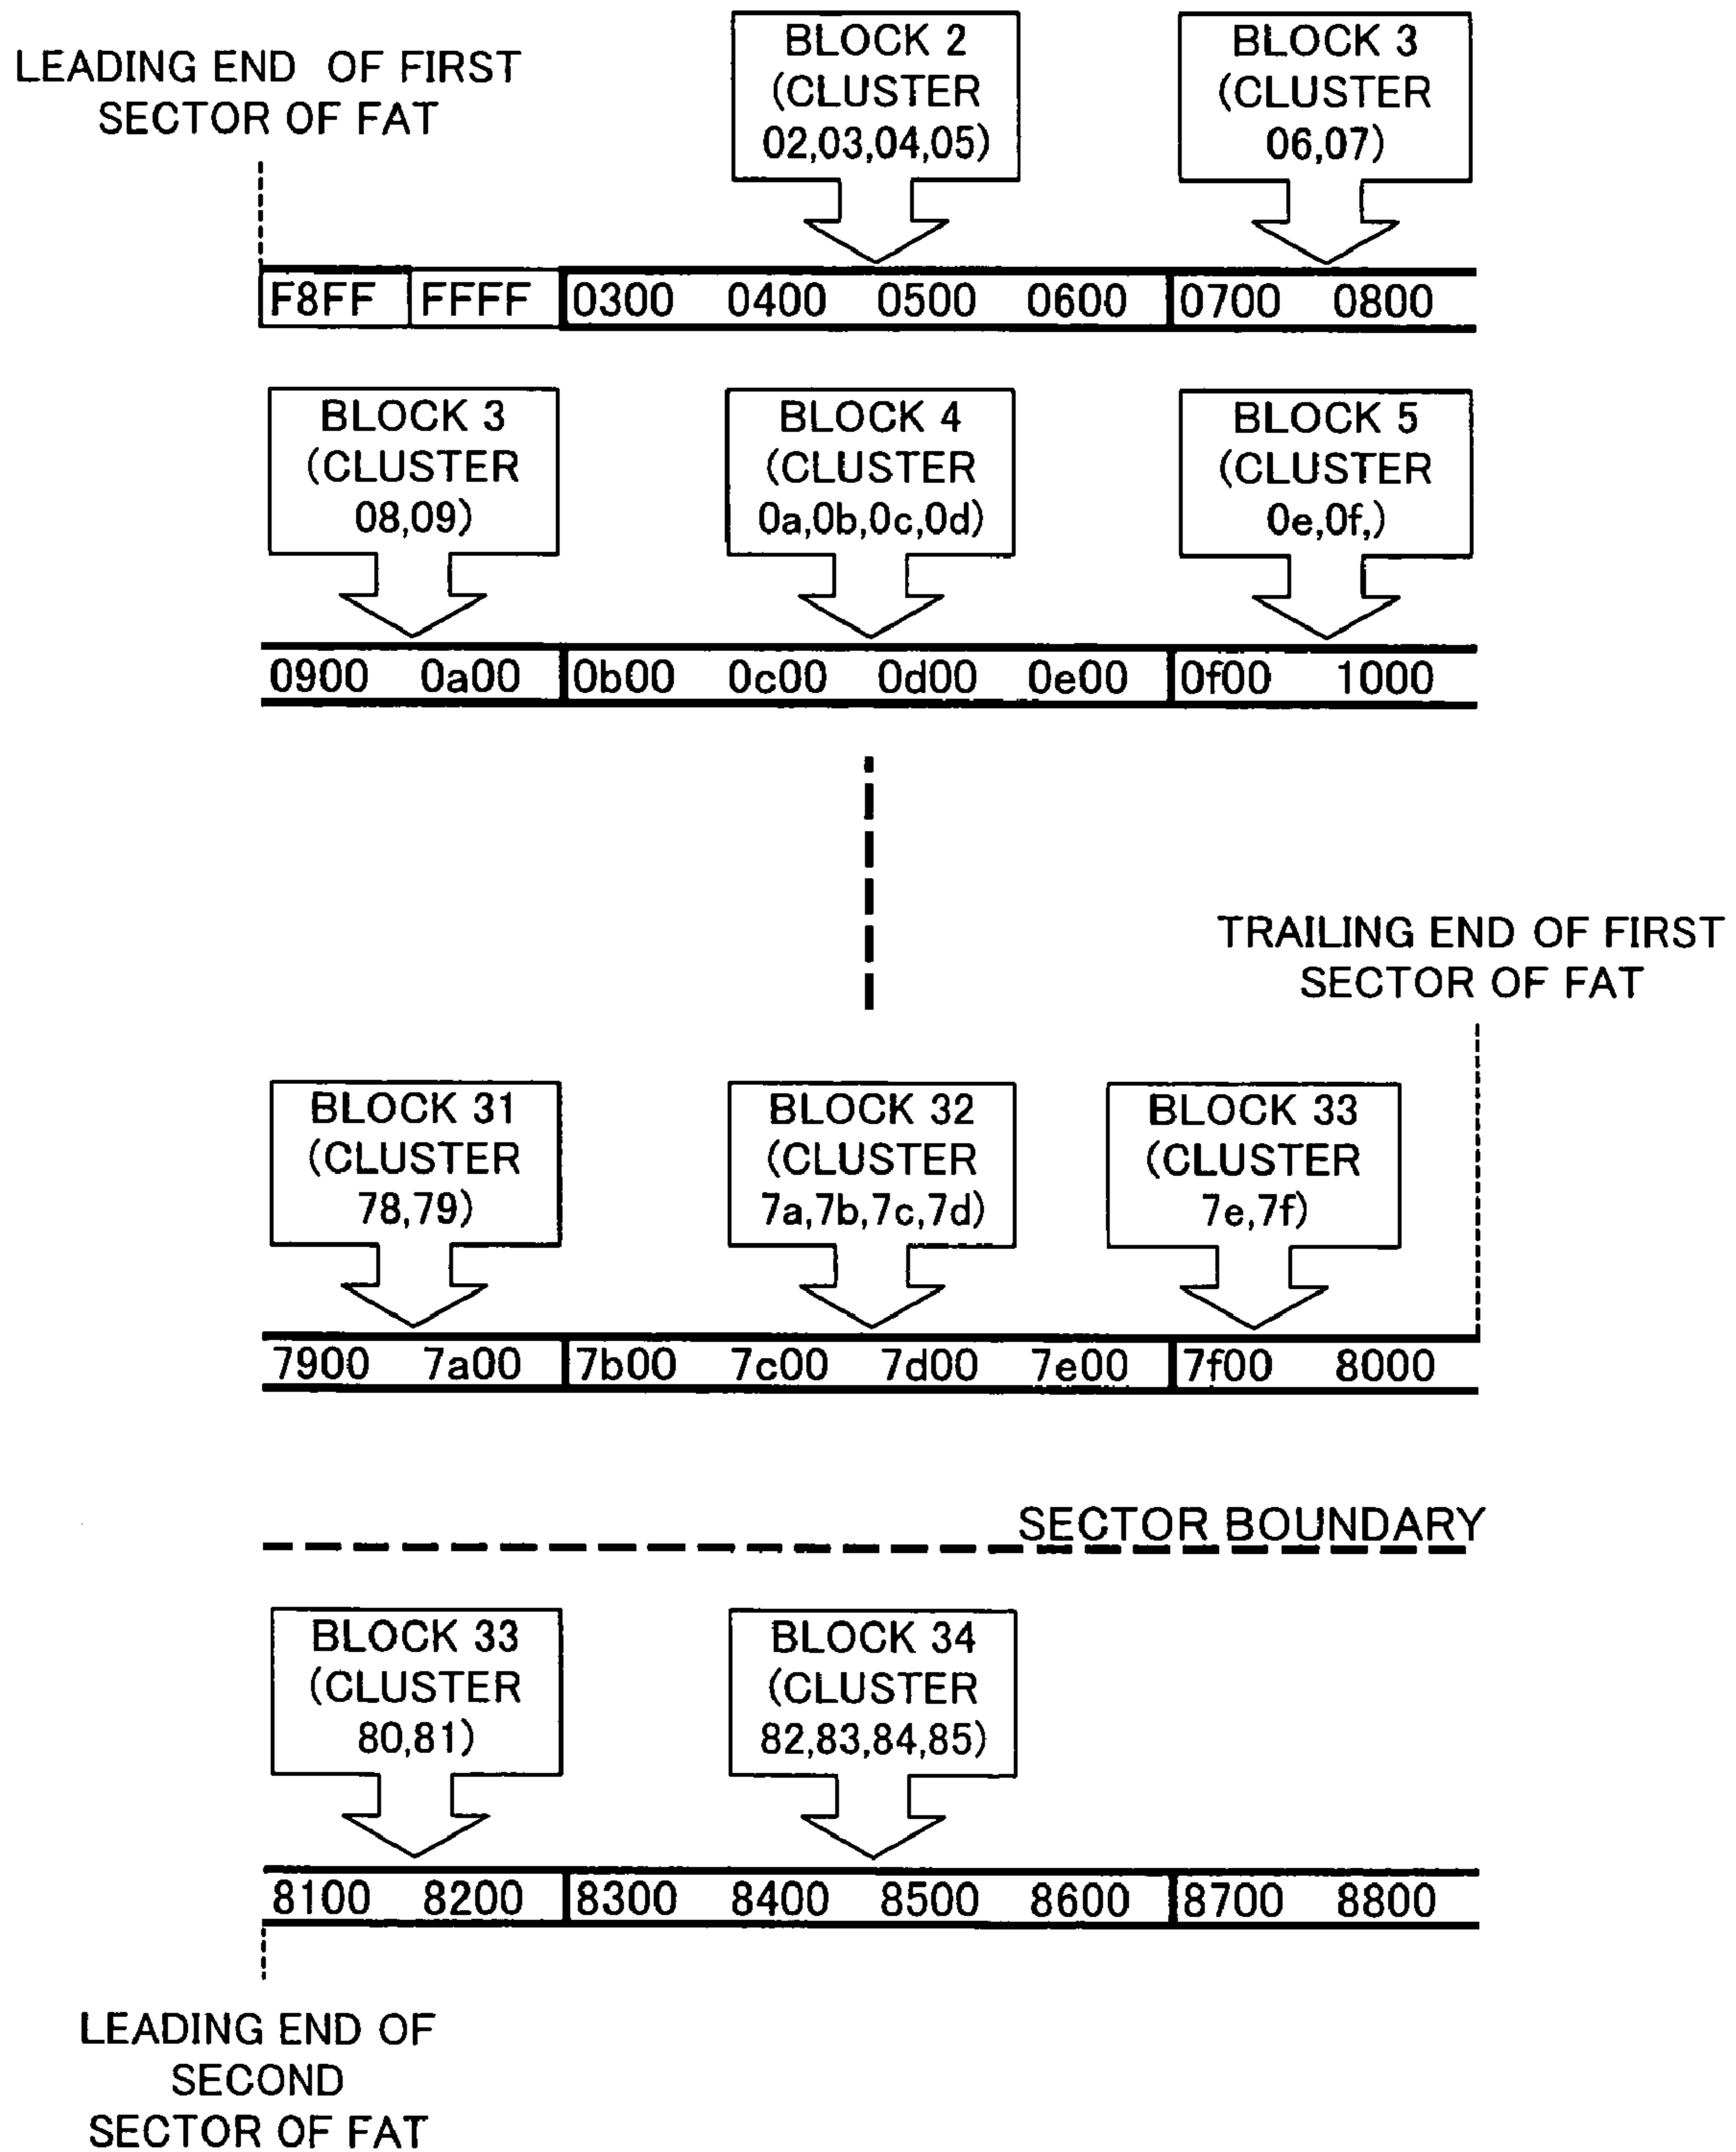 LEADING END OF FIRST
SECTOR OF FAT
BLOCK 2
(CLUSTER
02,03,04,05)
BLOCK 3
(CLUSTER
06,07)
F8FF FFFF 0300 0400 0500 0600 0700 0800
BLOCK 3
(CLUSTER
08,09)
BLOCK 4
(CLUSTER
0a,0b,0c,0d)
BLOCK 5
(CLUSTER
0e,0f,)
0900 0a00 0b00 0c00 0d00 0e00 0f00 1000
TRAILING END OF FIRST
SECTOR OF FAT
BLOCK 31
(CLUSTER
78,79)
BLOCK 32
(CLUSTER
7a,7b,7c,7d)
BLOCK 33
(CLUSTER
7e,7f)
7900 7a00 7b00 7c00 7d00 7e00 7f00 8000
SECTOR BOUNDARY
BLOCK 33
(CLUSTER
80,81)
BLOCK 34
(CLUSTER
82,83,84,85)
8100 8200 8300 8400 8500 8600 8700 8800
LEADING END OF
SECOND
SECTOR OF FAT